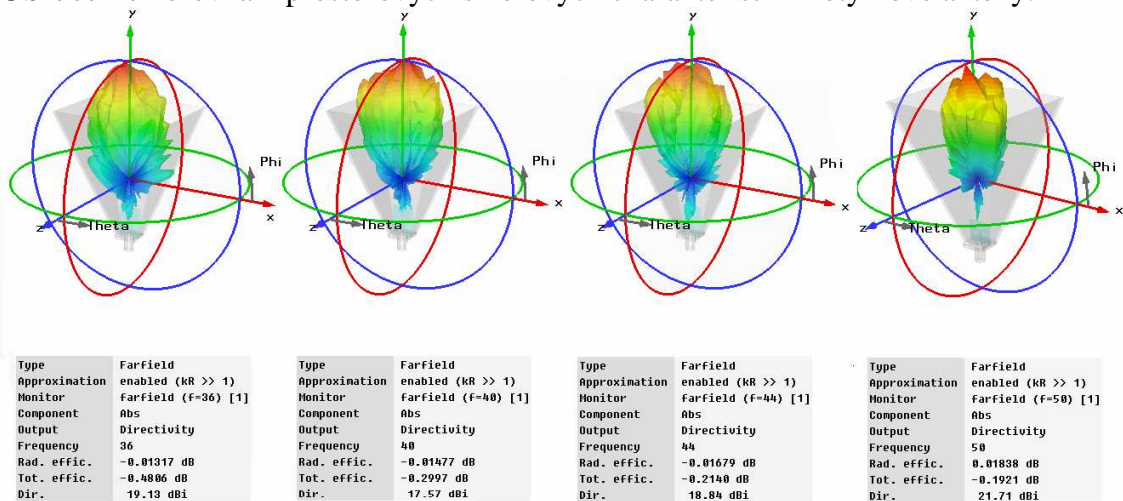 y y y y
Phi Phi Phi Phi
x x x x
z Theta z Theta z Theta z Theta
Type Farfield
Approximation enabled (kR >> 1)
Monitor farfield (f=36) [1]
Component Abs
Output Directivity
Frequency 36
Rad. effic. -0.01317 dB
Tot. effic. -0.4806 dB
Dir. 19.13 dBi
Type Farfield
Approximation enabled (kR >> 1)
Monitor farfield (f=40) [1]
Component Abs
Output Directivity
Frequency 40
Rad. effic. -0.01477 dB
Tot. effic. -0.2997 dB
Dir. 17.57 dBi
Type Farfield
Approximation enabled (kR >> 1)
Monitor farfield (f=44) [1]
Component Abs
Output Directivity
Frequency 44
Rad. effic. -0.01679 dB
Tot. effic. -0.2140 dB
Dir. 18.84 dBi
Type Farfield
Approximation enabled (kR >> 1)
Monitor farfield (f=50) [1]
Component Abs
Output Directivity
Frequency 50
Rad. effic. 0.01838 dB
Tot. effic. -0.1921 dB
Dir. 21.71 dBi